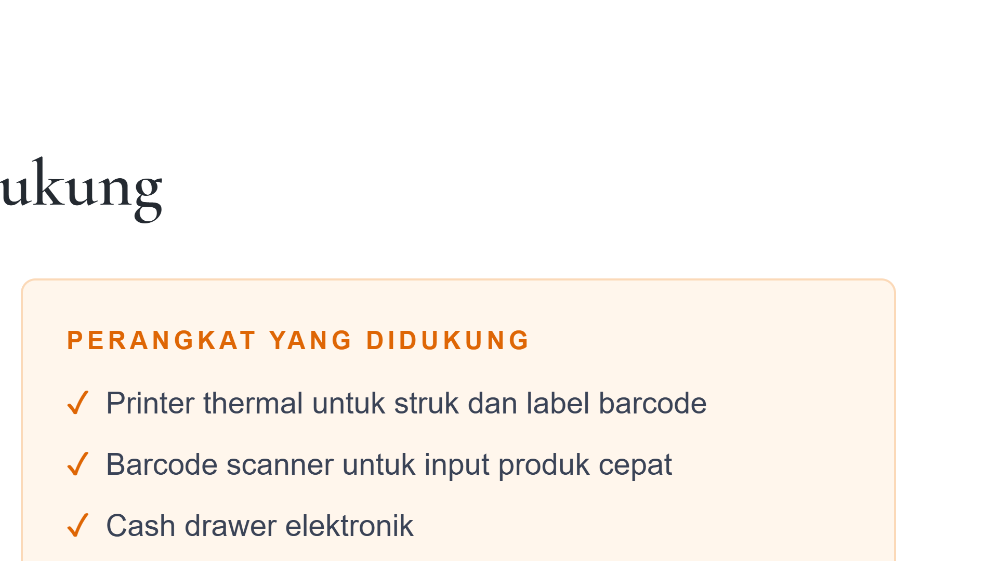 ukung
PERANGKAT YANG DIDUKUNG
✓ Printer thermal untuk struk dan label barcode
✓ Barcode scanner untuk input produk cepat
✓ Cash drawer elektronik